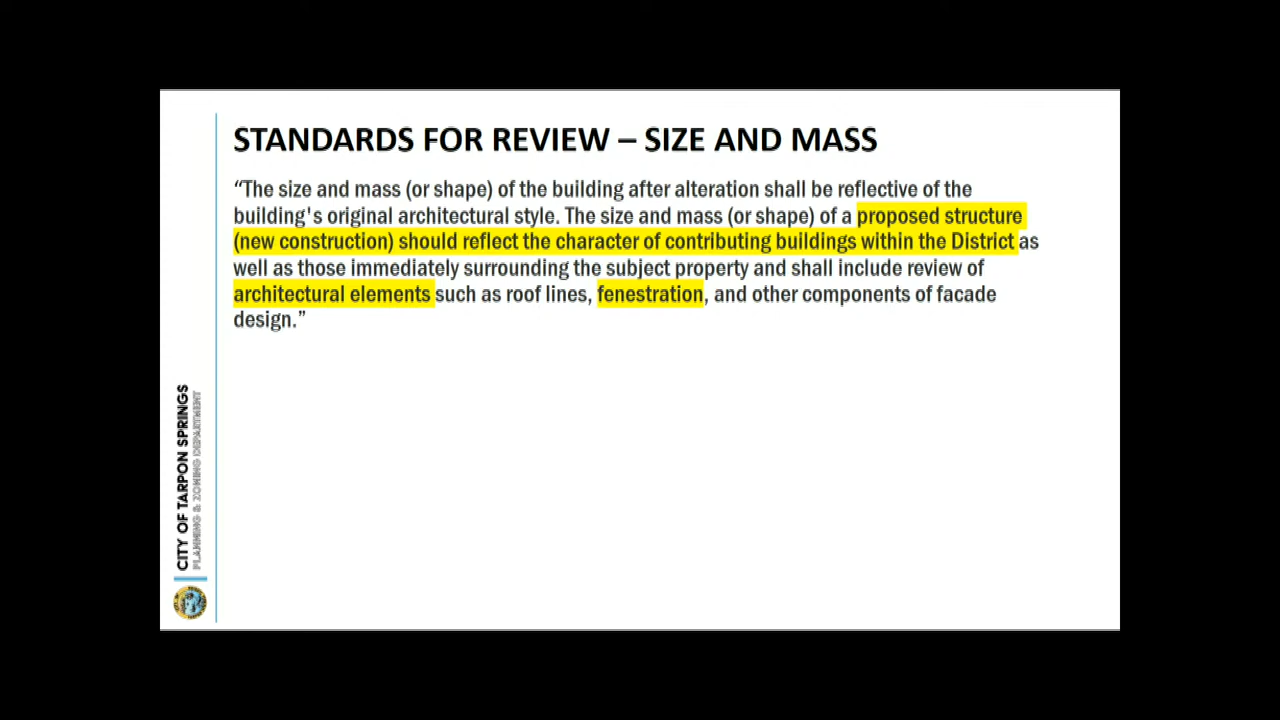 STANDARDS FOR REVIEW – SIZE AND MASS
“The size and mass (or shape) of the building after alteration shall be reflective of the
building's original architectural style. The size and mass (or shape) of a proposed structure
(new construction) should reflect the character of contributing buildings within the District as
well as those immediately surrounding the subject property and shall include review of
architectural elements such as roof lines, fenestration, and other components of facade
design.”
CITY OF TARPON SPRINGS
PLANNING & ZONING DEPARTMENT